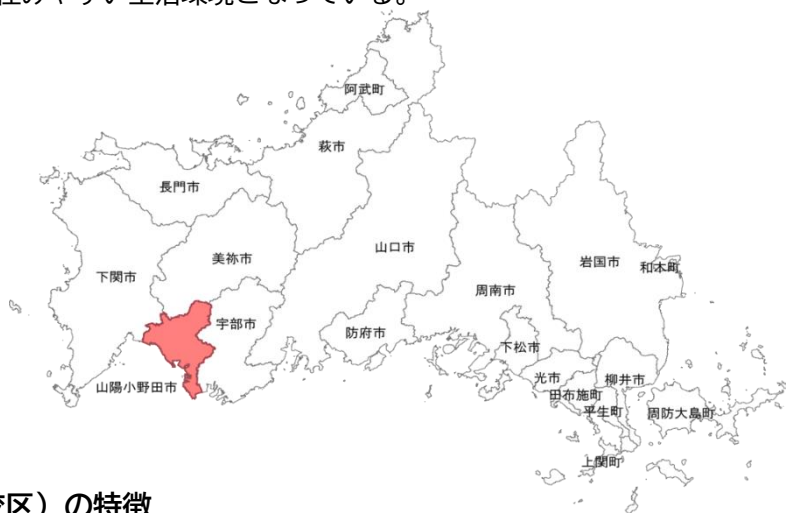 住みやすい生活環境となっている。
阿武町
萩市
長門市
山口市
美祢市
岩国市
和木町
下関市
周南市
宇部市
防府市
下松市
山陽小野田市
光市
柳井市
田布施町
平生町
周防大島町
上関町
校区）の特徴